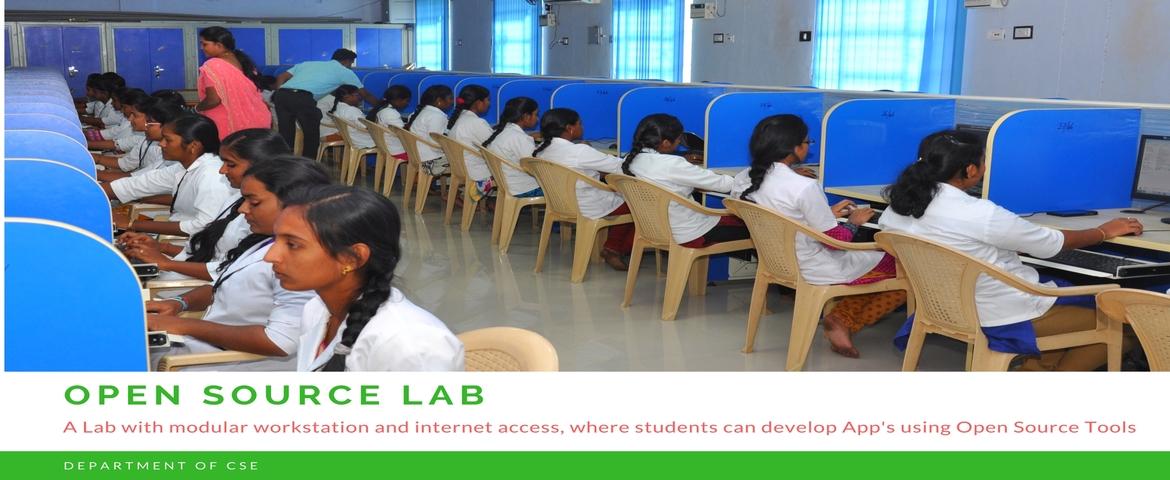 OPEN SOURCE LAB
A Lab with modular workstation and internet access, where students can develop App's using Open Source Tools
DEPARTMENT OF CSE